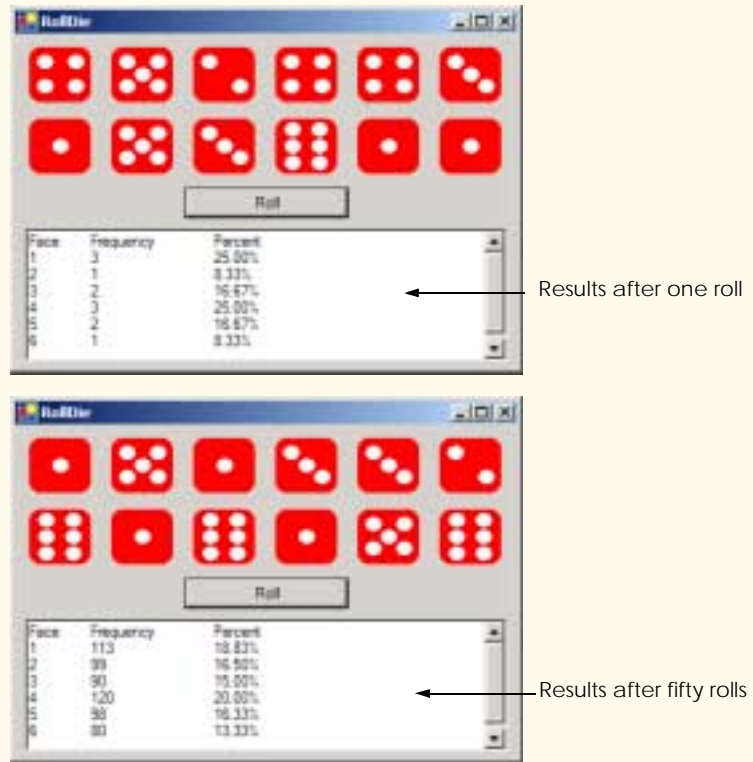 RollDie
Roll
Face Frequency Percent
1 3 25.00%
2 1 8.33%
3 2 16.67%
4 3 25.00%
5 2 16.67%
6 1 8.33%
Results after one roll
RollDie
Roll
Face Frequency Percent
1 113 18.83%
2 99 16.50%
3 90 15.00%
4 120 20.00%
5 98 16.33%
6 80 13.33%
Results after fifty rolls